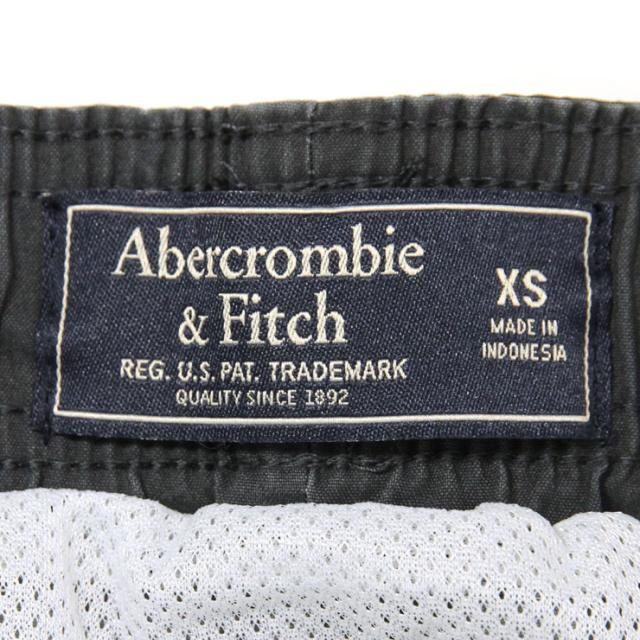 Abercrombie
& Fitch
REG. U.S. PAT. TRADEMARK
QUALITY SINCE 1892
XS
MADE IN
INDONESIA